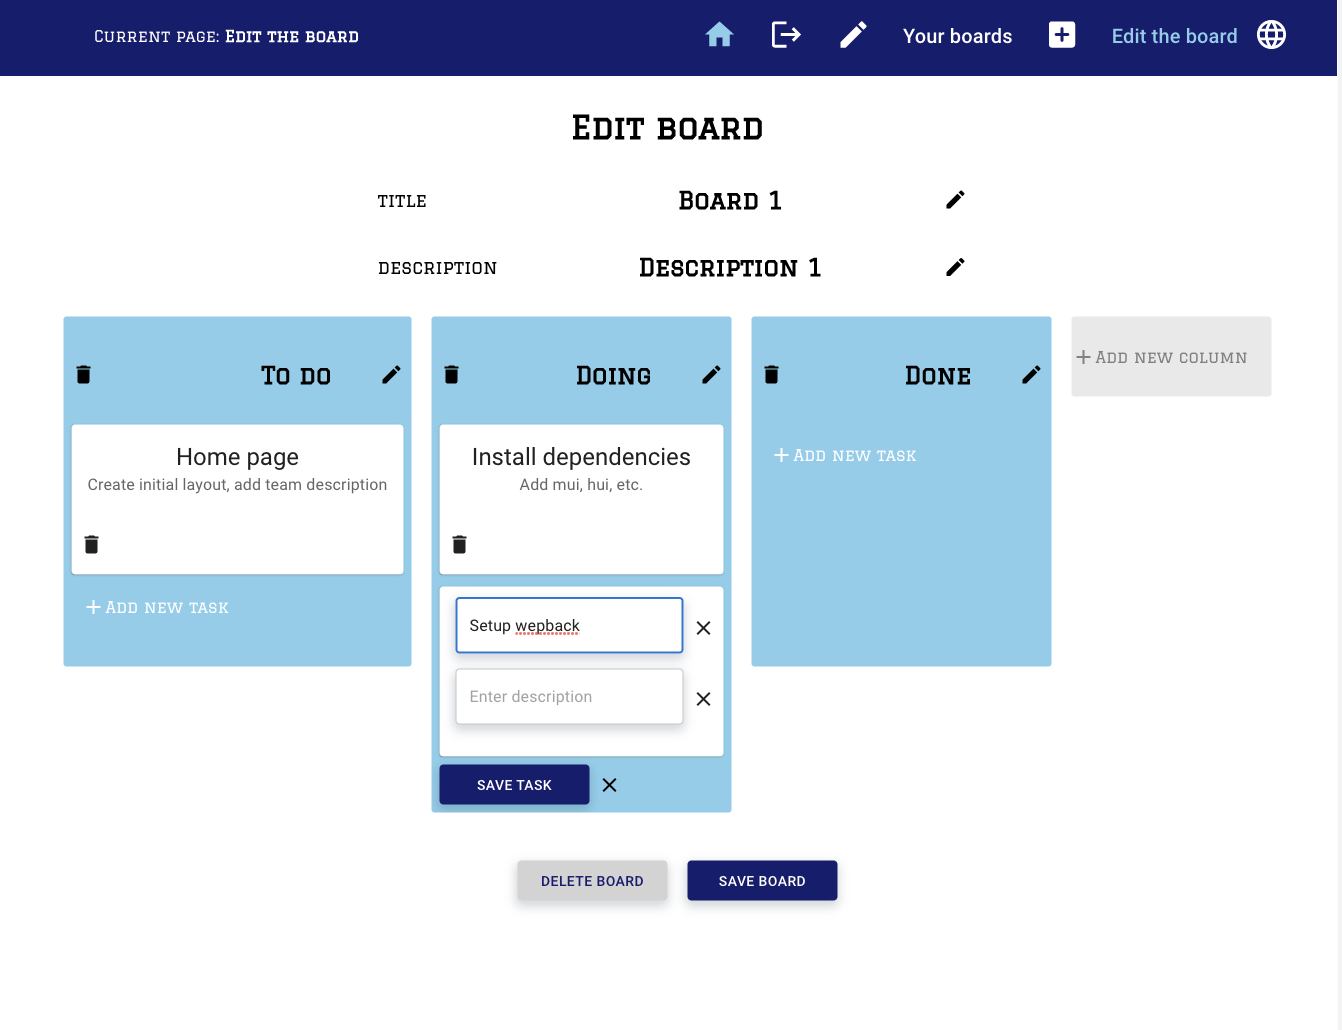 Current page: Edit the board
Your boards
Edit the board
Edit board
title
Board 1
description
Description 1
To do
Home page
Create initial layout, add team description
Add new task
Doing
Install dependencies
Add mui, hui, etc.
Setup wepback
Enter description
SAVE TASK
Done
Add new task
Add new column
DELETE BOARD
SAVE BOARD